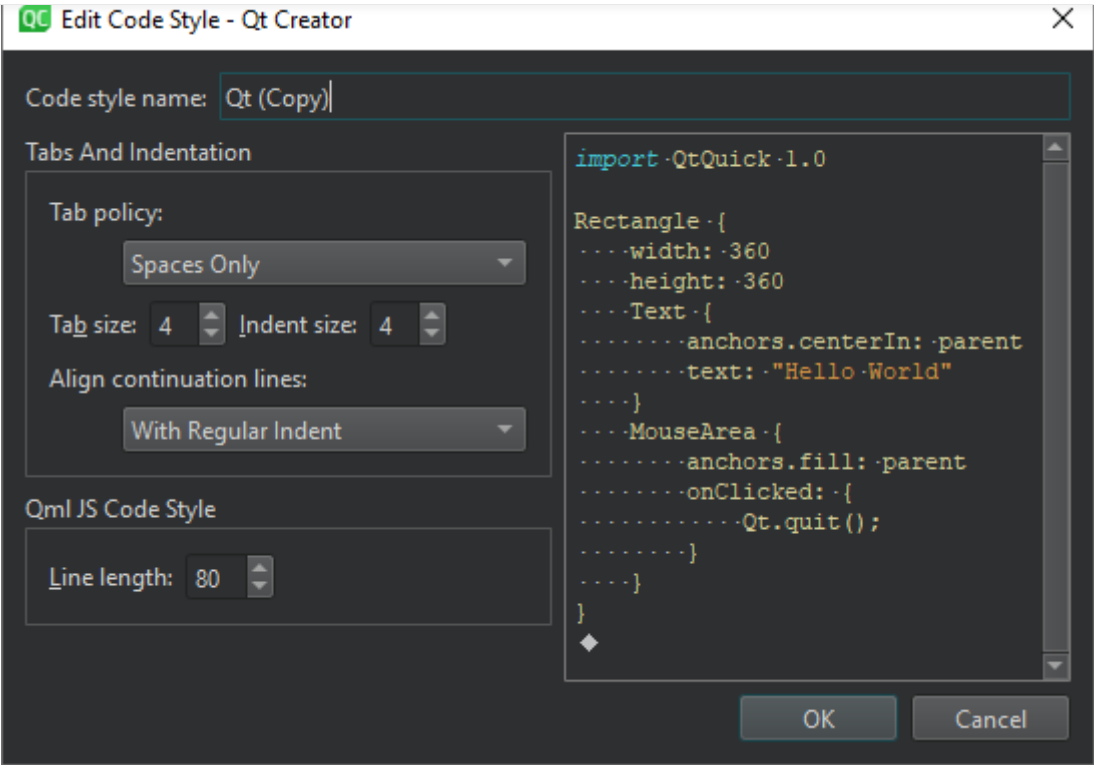 QC Edit Code Style - Qt Creator
Code style name: Qt (Copy)
Tabs And Indentation
Tab policy:
Spaces Only
Tab size: 4 Indent size: 4
Align continuation lines:
With Regular Indent
Qml JS Code Style
Line length: 80
import·QtQuick·1.0

Rectangle·{
····width:·360
····height:·360
····Text·{
········anchors.centerIn:·parent
········text:·"Hello·World"
····}
····MouseArea·{
········anchors.fill:·parent
········onClicked:·{
············Qt.quit();
········}
····}
}
OK Cancel